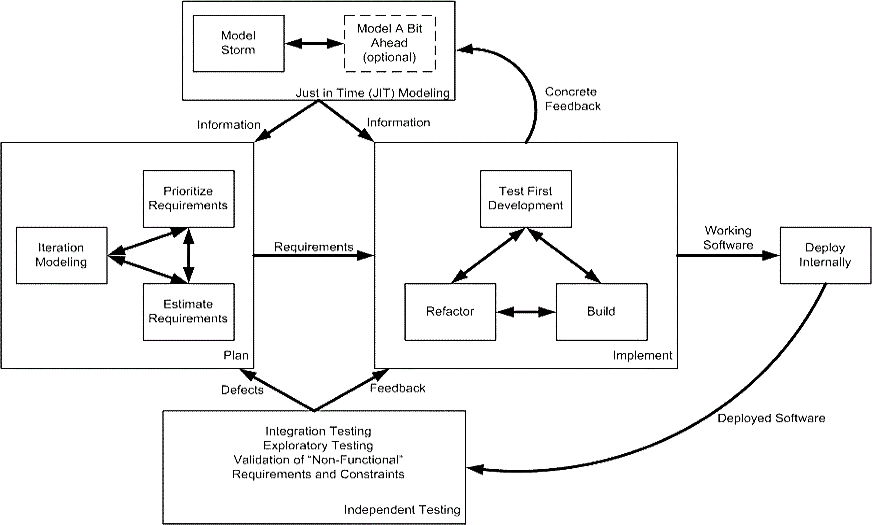 Model
Storm
Model A Bit
Ahead
(optional)
Just in Time (JIT) Modeling
Concrete
Feedback
Information
Information
Prioritize
Requirements
Iteration
Modeling
Estimate
Requirements
Plan
Requirements
Test First
Development
Refactor
Build
Implement
Working
Software
Deploy
Internally
Defects
Feedback
Deployed Software
Integration Testing
Exploratory Testing
Validation of “Non-Functional”
Requirements and Constraints
Independent Testing